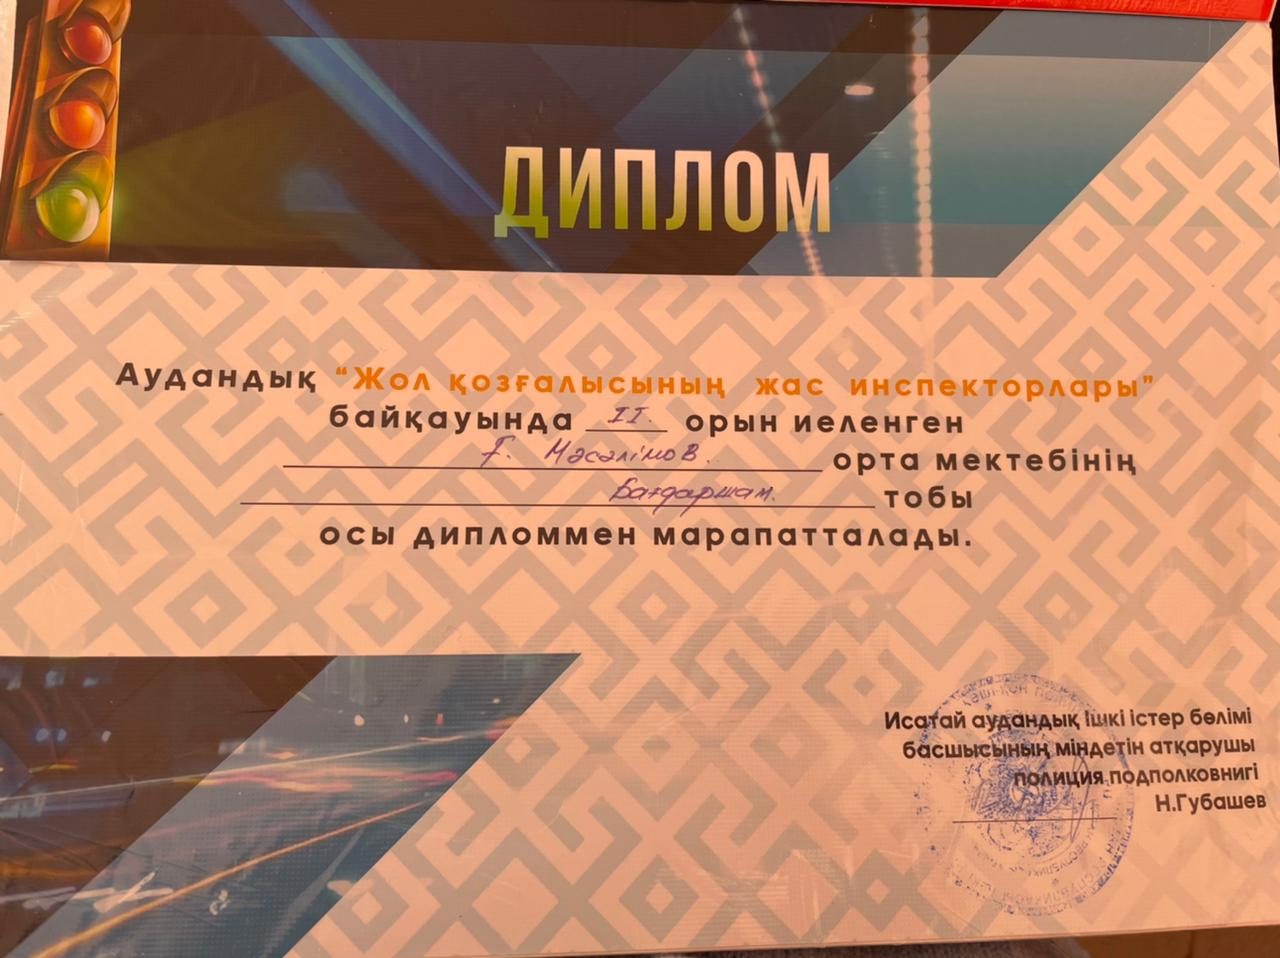 ДИПЛОМ
Аудандық “Жол қозғалысының жас инспекторлары”
байқауында II. орын иеленген
Ғ. Мәсәлімов. орта мектебінің
Бағдаршам. тобы
осы дипломмен марапатталады.
Исатай аудандық Ішкі істер бөлімі
басшысының міндетін атқарушы
полиция подполковнигі
Н.Губашев